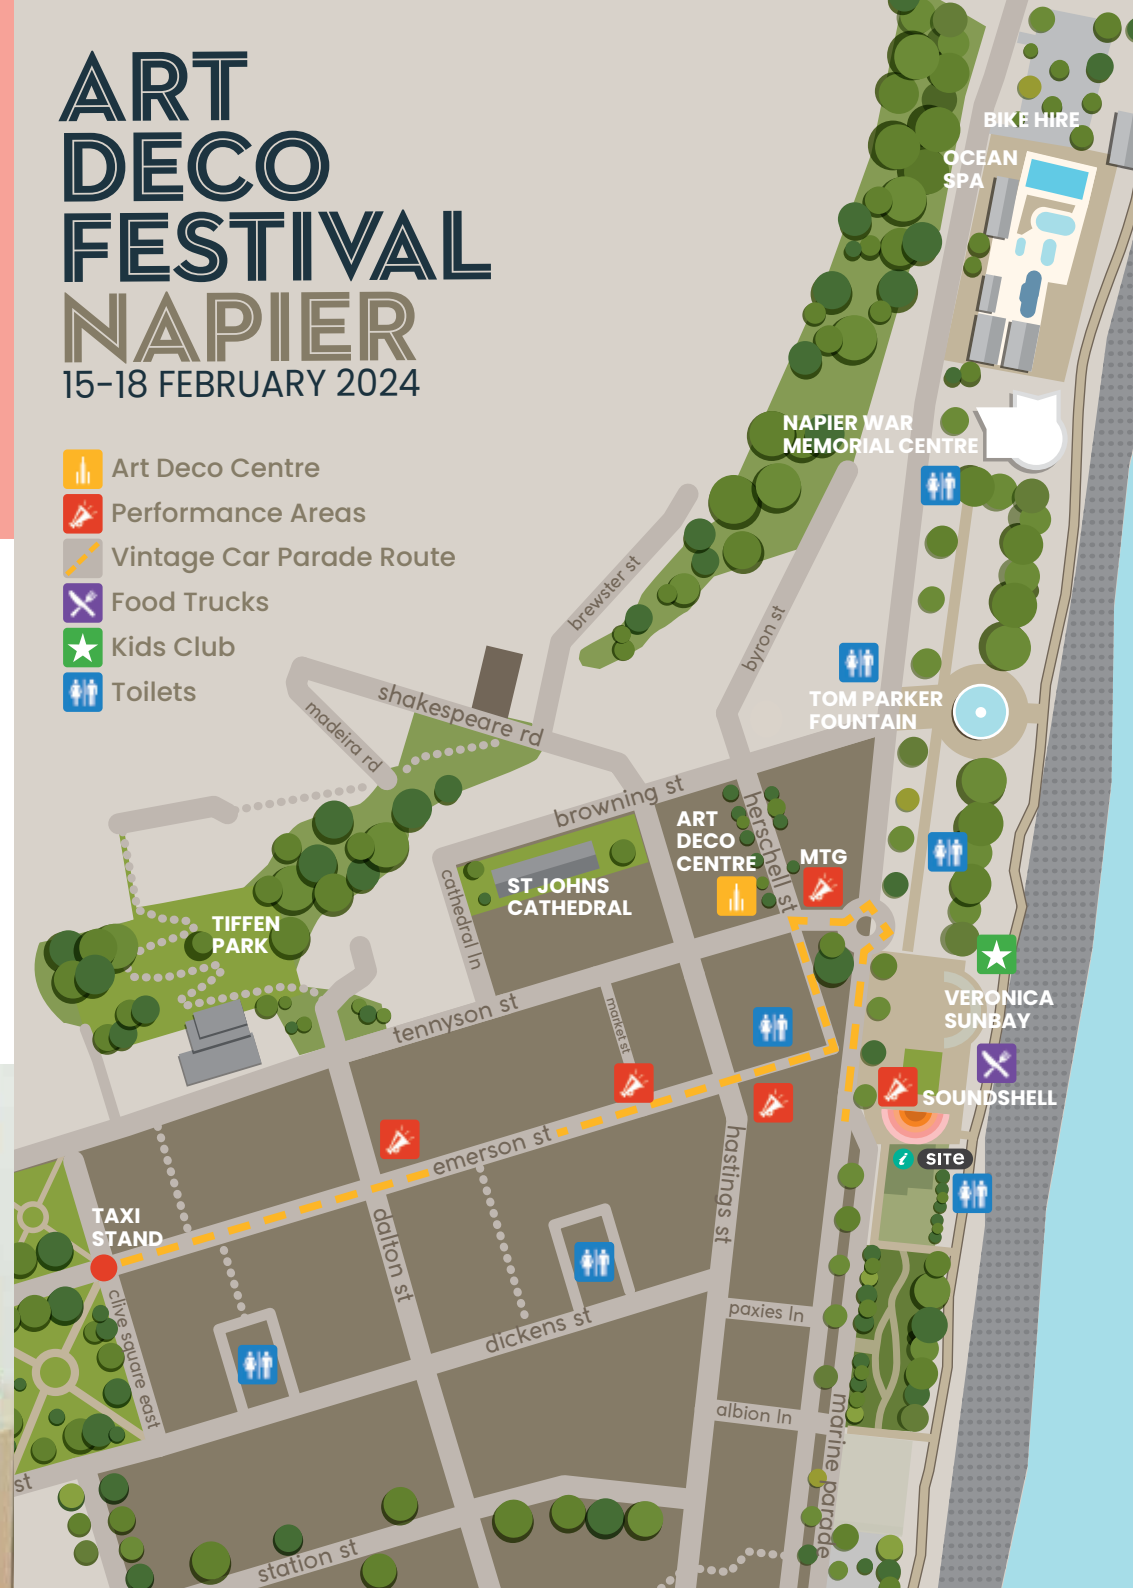 ART
DECO
FESTIVAL
NAPIER
15-18 FEBRUARY 2024
Art Deco Centre
Performance Areas
Vintage Car Parade Route
Food Trucks
Kids Club
Toilets
BIKE HIRE
OCEAN
SPA
NAPIER WAR
MEMORIAL CENTRE
brewster st
byron st
TOM PARKER
FOUNTAIN
shakespeare rd
madeira rd
browning st
herschell st
ART
DECO
CENTRE
MTG
cathedral ln
ST JOHNS
CATHEDRAL
TIFFEN
PARK
tennyson st
market st
VERONICA
SUNBAY
SOUNDSHELL
i SITE
emerson st
hastings st
TAXI
STAND
dalton st
clive square east
dickens st
paxies ln
albion ln
marine parade
st
station st